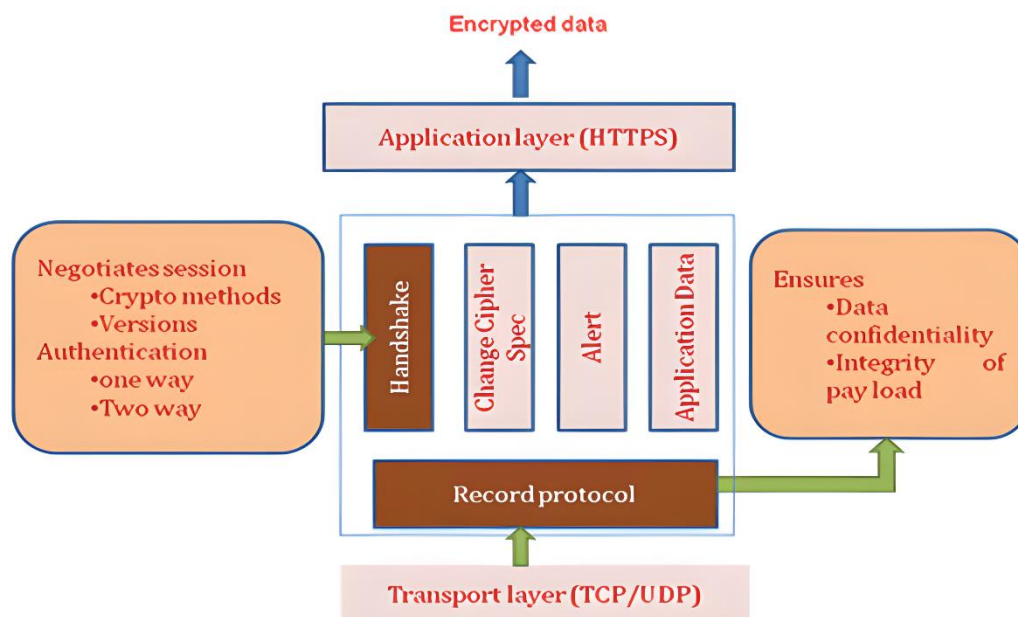 Encrypted data
Application layer (HTTPS)
Negotiates session
•Crypto methods
•Versions
Authentication
•one way
•Two way
Handshake
Change Cipher
Spec
Alert
Application Data
Ensures
•Data
confidentiality
•Integrity of
pay load
Record protocol
Transport layer (TCP/UDP)